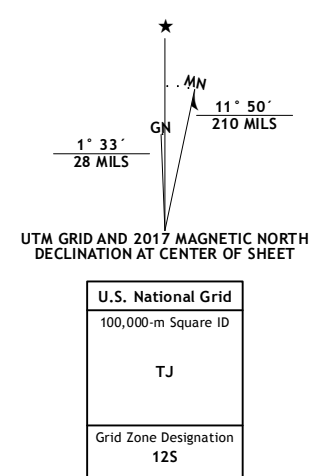 ★
MN
GN
11° 50´
210 MILS
1° 33´
28 MILS
UTM GRID AND 2017 MAGNETIC NORTH
DECLINATION AT CENTER OF SHEET
U.S. National Grid
100,000-m Square ID
TJ
Grid Zone Designation
12S